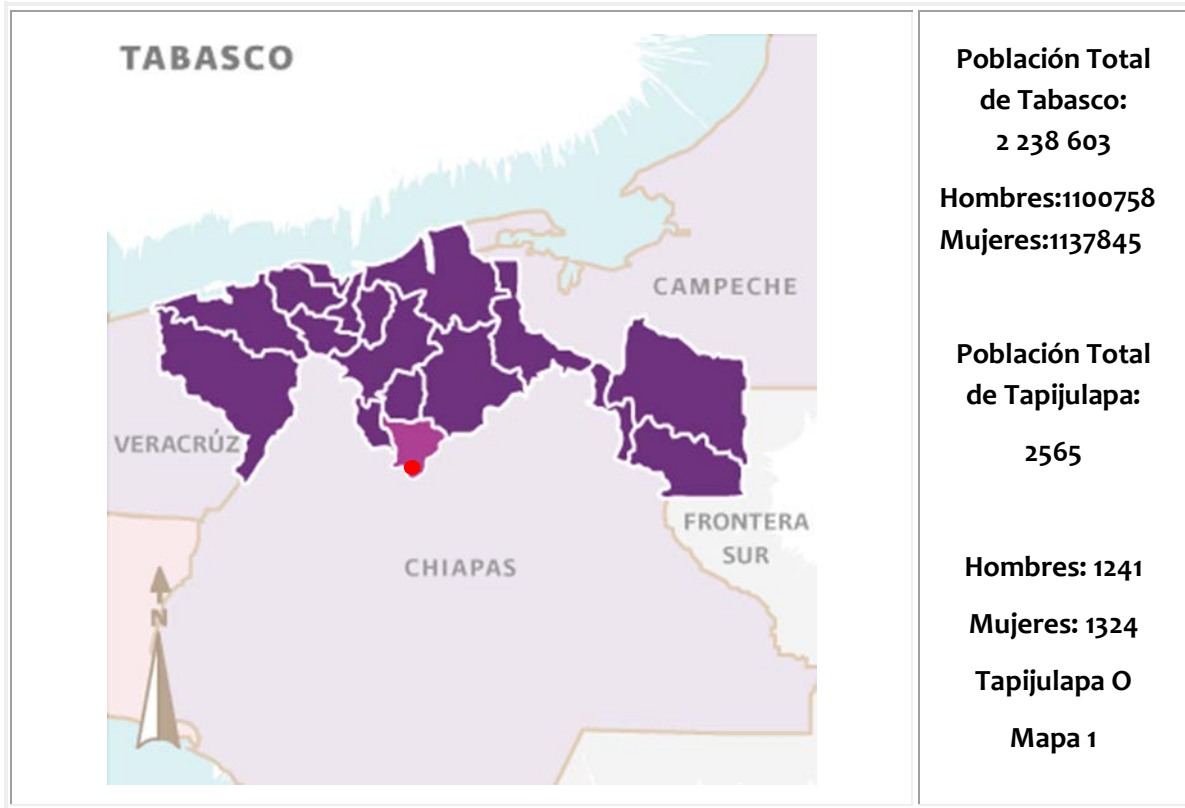 TABASCO
CAMPECHE
VERACRÚZ
FRONTERA
SUR
CHIAPAS
N
Población Total
de Tabasco:
2 238 603
Hombres:1100758
Mujeres:1137845
Población Total
de Tapijulapa:
2565
Hombres: 1241
Mujeres: 1324
Tapijulapa O
Mapa 1